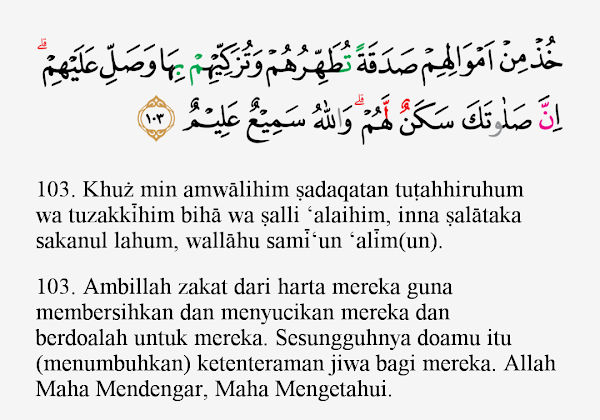 خُذْ مِنْ اَمْوَالِهِمْ صَدَقَةً تُطَهِّرُهُمْ وَتُزَكِّيْهِمْ بِهَا وَصَلِّ عَلَيْهِمْۗ
اِنَّ صَلٰوتَكَ سَكَنٌ لَّهُمْۗ وَاللّٰهُ سَمِيْعٌ عَلِيْمٌ ١٠٣
103. Khuż min amwālihim ṣadaqatan tuṭahhiruhum
wa tuzakkīhim bihā wa ṣalli ‘alaihim, inna ṣalātaka
sakanul lahum, wallāhu samī‘un ‘alīm(un).
103. Ambillah zakat dari harta mereka guna
membersihkan dan menyucikan mereka dan
berdoalah untuk mereka. Sesungguhnya doamu itu
(menumbuhkan) ketenteraman jiwa bagi mereka. Allah
Maha Mendengar, Maha Mengetahui.